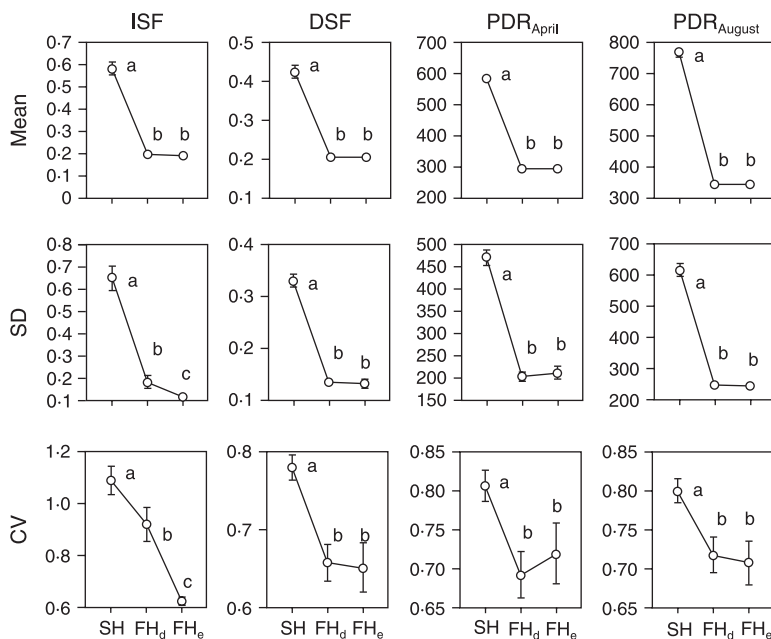 ISF DSF PDRApril PDRAugust
Mean
0·7
0·6
0·5
0·4
0·3
0·2
0·1
0
a
b b
0·5
0·4
0·3
0·2
0·1
a
b b
700
600
500
400
300
200
a
b b
800
700
600
500
400
300
a
b b
SD
0·8
0·7
0·6
0·5
0·4
0·3
0·2
0·1
a
b
c
0·4
0·3
0·2
0·1
a
b b
500
450
400
350
300
250
200
150
a
b b
700
600
500
400
300
200
a
b b
CV
1·2
1·0
0·8
0·6
a
b
c
0·8
0·7
0·6
a
b b
0·85
0·80
0·75
0·70
0·65
a
b
b
0·85
0·80
0·75
0·70
0·65
a
b b
SH FHd FHe SH FHd FHe SH FHd FHe SH FHd FHe